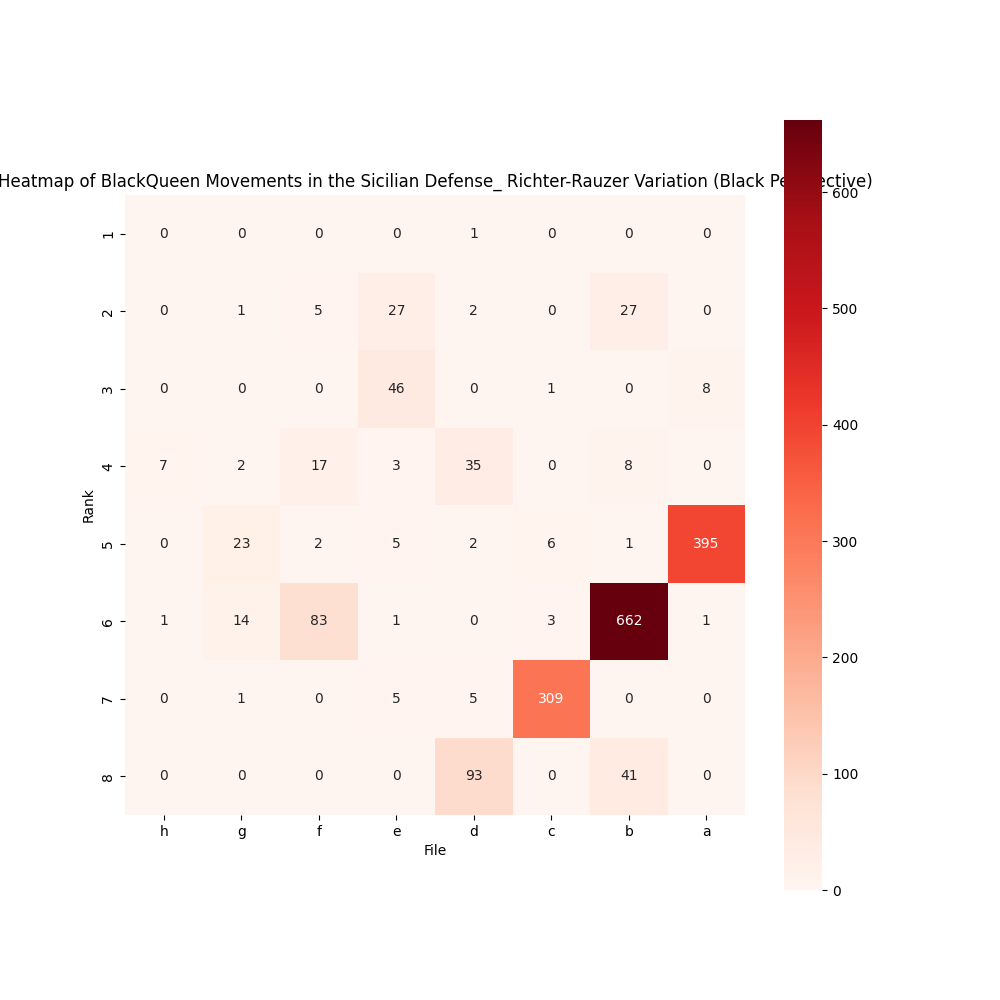 Heatmap of BlackQueen Movements in the Sicilian Defense_ Richter-Rauzer Variation (Black Pe ective)
600
1 0 0 0 0 1 0 0 0
2 0 1 5 27 2 0 27 0
500
3 0 0 0 46 0 1 0 8
400
4 7 2 17 3 35 0 8 0
Rank
5 0 23 2 5 2 6 1 395
300
6 1 14 83 1 0 3 662 1
200
7 0 1 0 5 5 309 0 0
8 0 0 0 0 93 0 41 0
100
h g f e d c b a
File
0